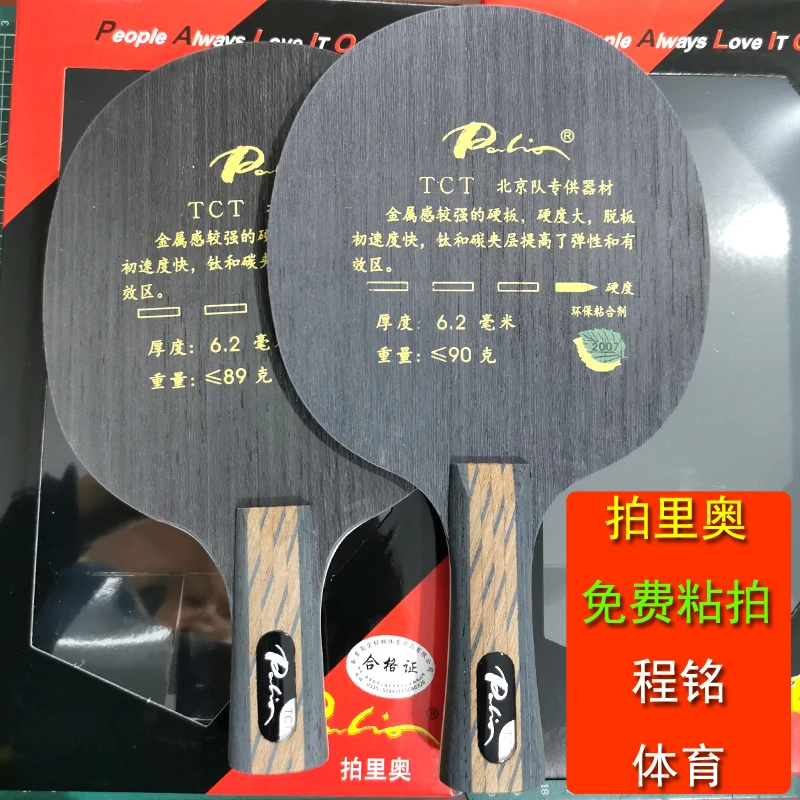 People Always Love IT O
ple Always Love IT O
Palio
TCT
金属感较强的硬
初速度快，钛和碳夹
效区。
厚度：6.2 毫
重量：≤89 克
Palio®
TCT 北京队专供器材
金属感较强的硬板，硬度大，脱板
初速度快，钛和碳夹层提高了弹性和有
效区。
硬度
环保粘合剂
厚度：6.2 毫米
2007
重量：≤90 克
Palio
TCT
Palio
合格证
Palio®
拍里奥
拍里奥
免费粘拍
程铭
体育